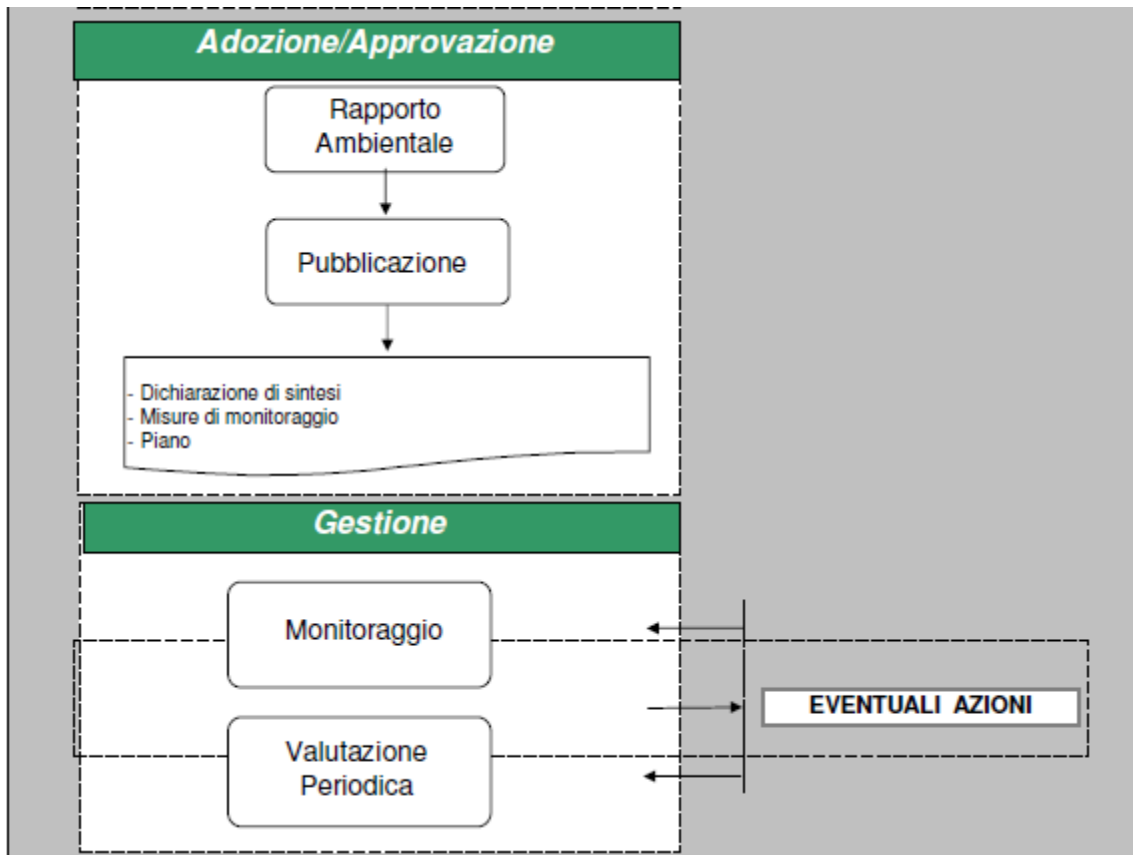 Adozione/Approvazione
Rapporto
Ambientale
Pubblicazione
- Dichiarazione di sintesi
- Misure di monitoraggio
- Piano
Gestione
Monitoraggio
EVENTUALI AZIONI
Valutazione
Periodica